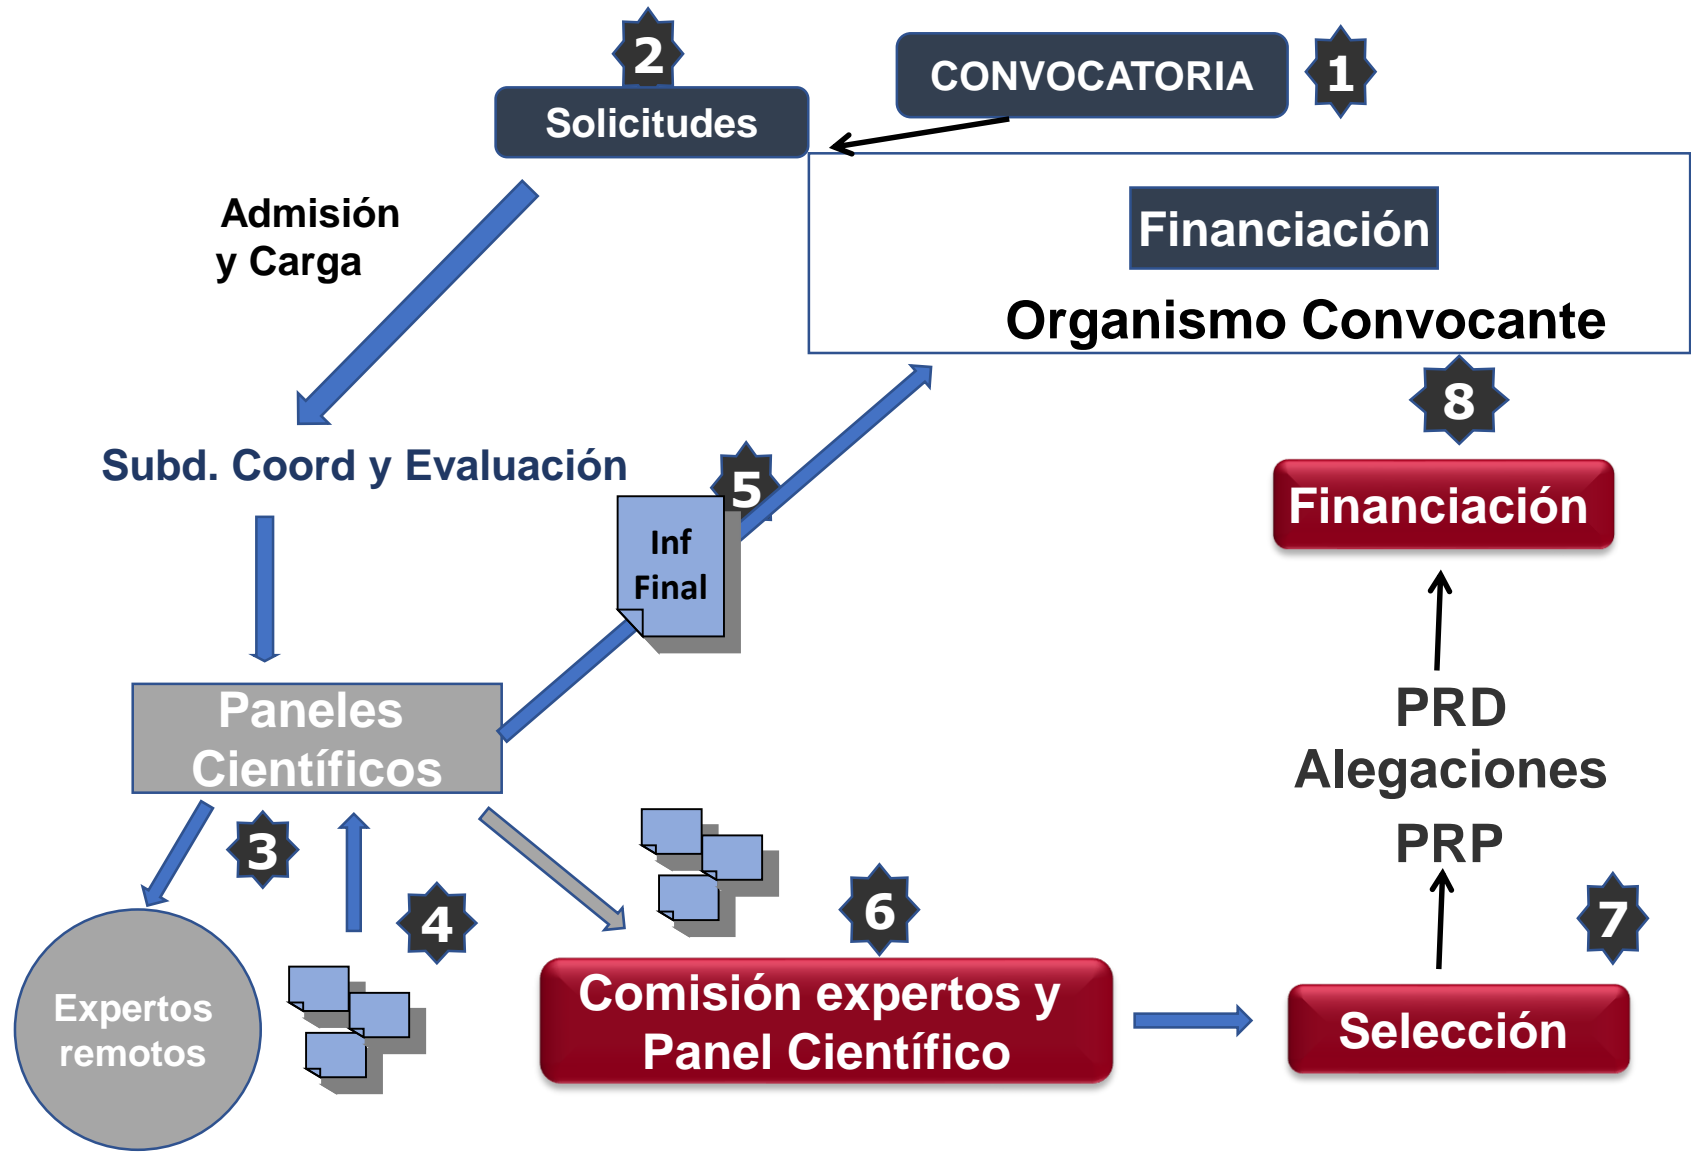 2
CONVOCATORIA
1
Solicitudes
Admisión
y Carga
Financiación
Organismo Convocante
8
Subd. Coord y Evaluación
5
Financiación
Inf
Final
Paneles
Científicos
PRD
Alegaciones
PRP
3
4
6
7
Expertos
remotos
Comisión expertos y
Panel Científico
Selección